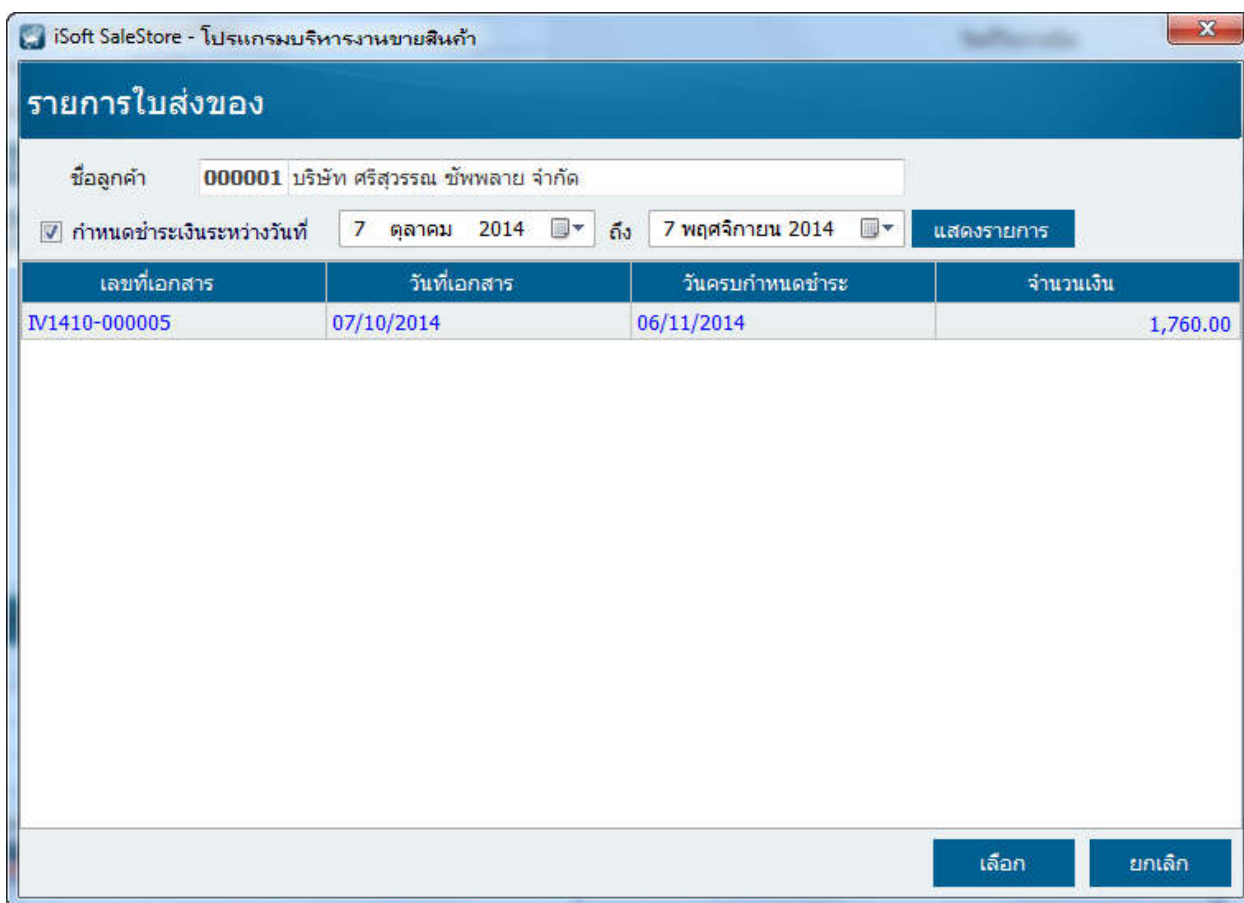 iSoft SaleStore - โปรแกรมบริหารงานขายสินค้า
รายการใบส่งของ
ชื่อลูกค้า 000001 บริษัท ศรีสุวรรณ ซัพพลาย จำกัด
กำหนดชำระเงินระหว่างวันที่ 7 ตุลาคม 2014 ถึง 7 พฤศจิกายน 2014 แสดงรายการ
เลขที่เอกสาร วันที่เอกสาร วันครบกำหนดชำระ จำนวนเงิน
IV1410-000005 07/10/2014 06/11/2014 1,760.00
เลือก ยกเลิก